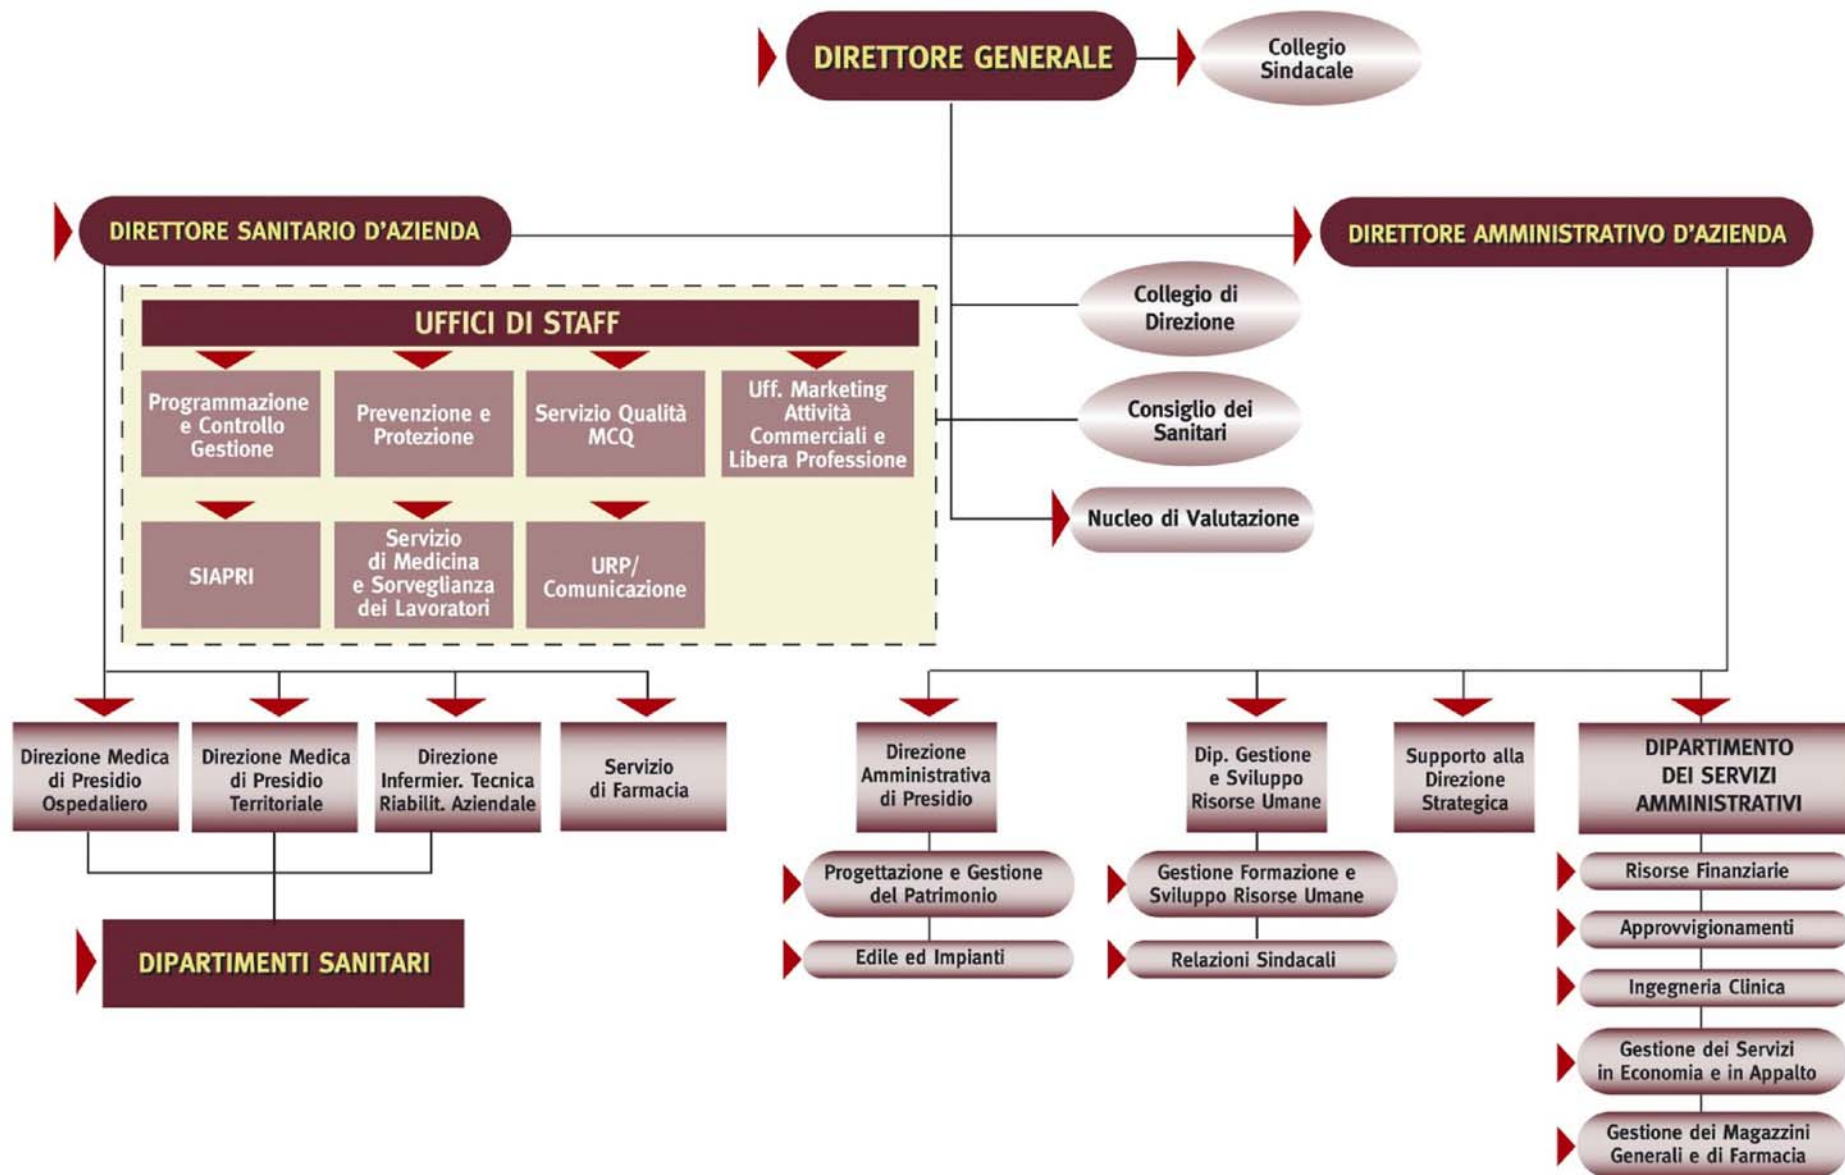 DIRETTORE GENERALE
Collegio
Sindacale
DIRETTORE SANITARIO D'AZIENDA
DIRETTORE AMMINISTRATIVO D'AZIENDA
UFFICI DI STAFF
Programmazione
e Controllo
Gestione
Prevenzione e
Protezione
Servizio Qualità
MCQ
Uff. Marketing
Attività
Commerciali e
Libera Professione
SIAPRI
Servizio
di Medicina
e Sorveglianza
dei Lavoratori
URP/
Comunicazione
Collegio di
Direzione
Consiglio dei
Sanitari
Nucleo di Valutazione
Direzione Medica
di Presidio
Ospedaliero
Direzione Medica
di Presidio
Territoriale
Direzione
Infermier. Tecnica
Riabilit. Aziendale
Servizio
di Farmacia
DIPARTIMENTI SANITARI
Direzione
Amministrativa
di Presidio
Progettazione e Gestione
del Patrimonio
Edile ed Impianti
Dip. Gestione
e Sviluppo
Risorse Umane
Gestione Formazione e
Sviluppo Risorse Umane
Relazioni Sindacali
Supporto alla
Direzione
Strategica
DIPARTIMENTO
DEI SERVIZI
AMMINISTRATIVI
Risorse Finanziarie
Approvvigionamenti
Ingegneria Clinica
Gestione dei Servizi
in Economia e in Appalto
Gestione dei Magazzini
Generali e di Farmacia